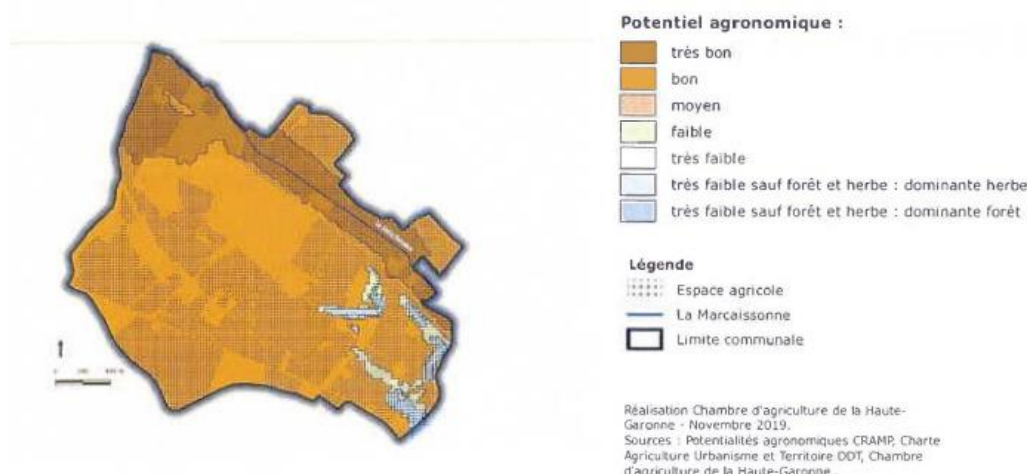 Potentiel agronomique :
très bon
bon
moyen
faible
très faible
très faible sauf forêt et herbe : dominante herbe
très faible sauf forêt et herbe : dominante forêt
Légende
Espace agricole
La Marcaissonne
Limite communale
Réalisation Chambre d'agriculture de la Haute-
Garonne - Novembre 2019.
Sources : Potentialités agronomiques CRAMP, Charte
Agriculture Urbanisme et Territoire DDT, Chambre
d'agriculture de la Haute-Garonne.